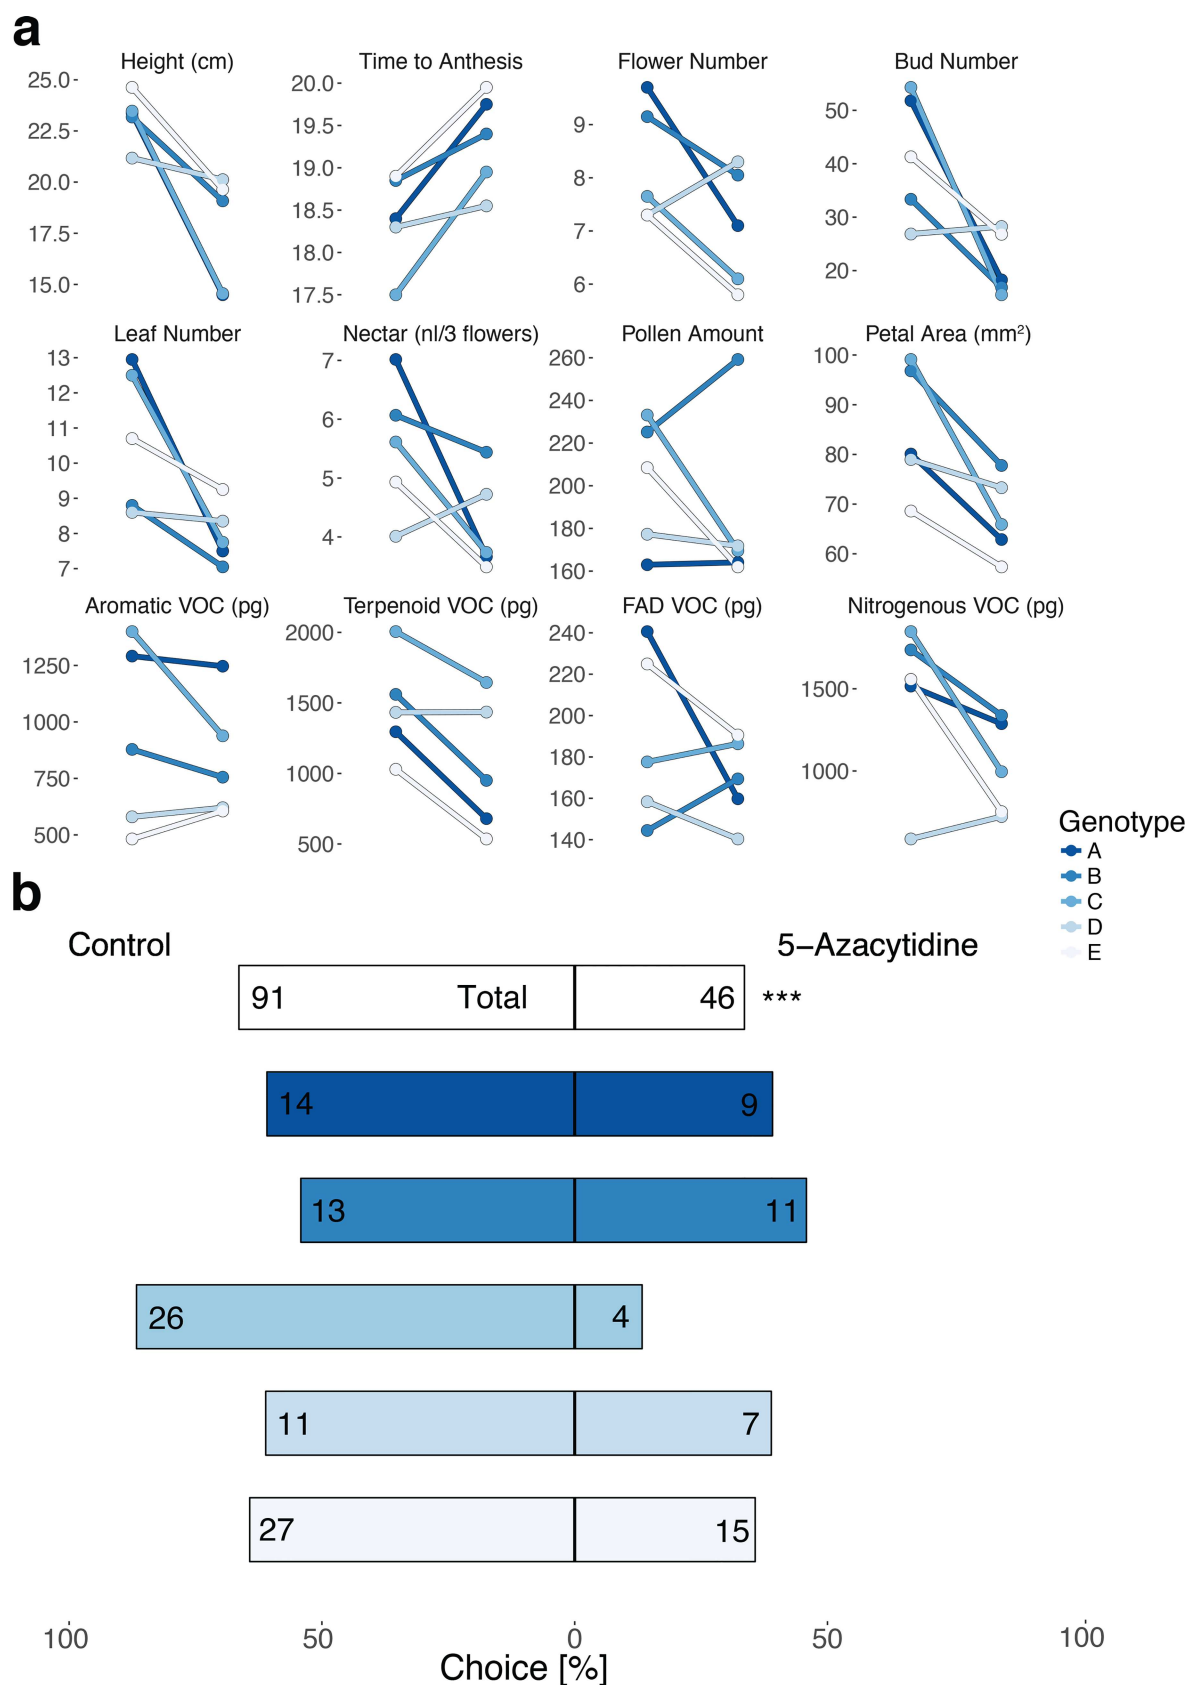 a
Height (cm) Time to Anthesis Flower Number Bud Number
25.0 22.5 20.0 17.5 15.0
20.0 19.5 19.0 18.5 18.0 17.5
9 8 7 6
50 40 30 20
Leaf Number Nectar (nl/3 flowers) Pollen Amount Petal Area (mm²)
13 12 11 10 9 8 7
7 6 5 4
260 240 220 200 180 160
100 90 80 70 60
Aromatic VOC (pg) Terpenoid VOC (pg) FAD VOC (pg) Nitrogenous VOC (pg)
1250 1000 750 500
2000 1500 1000 500
240 220 200 180 160 140
1500 1000
Genotype
A
B
C
D
E
b
Control 5−Azacytidine
91 Total 46 ***
14 9
13 11
26 4
11 7
27 15
100 50 0 50 100
Choice [%]